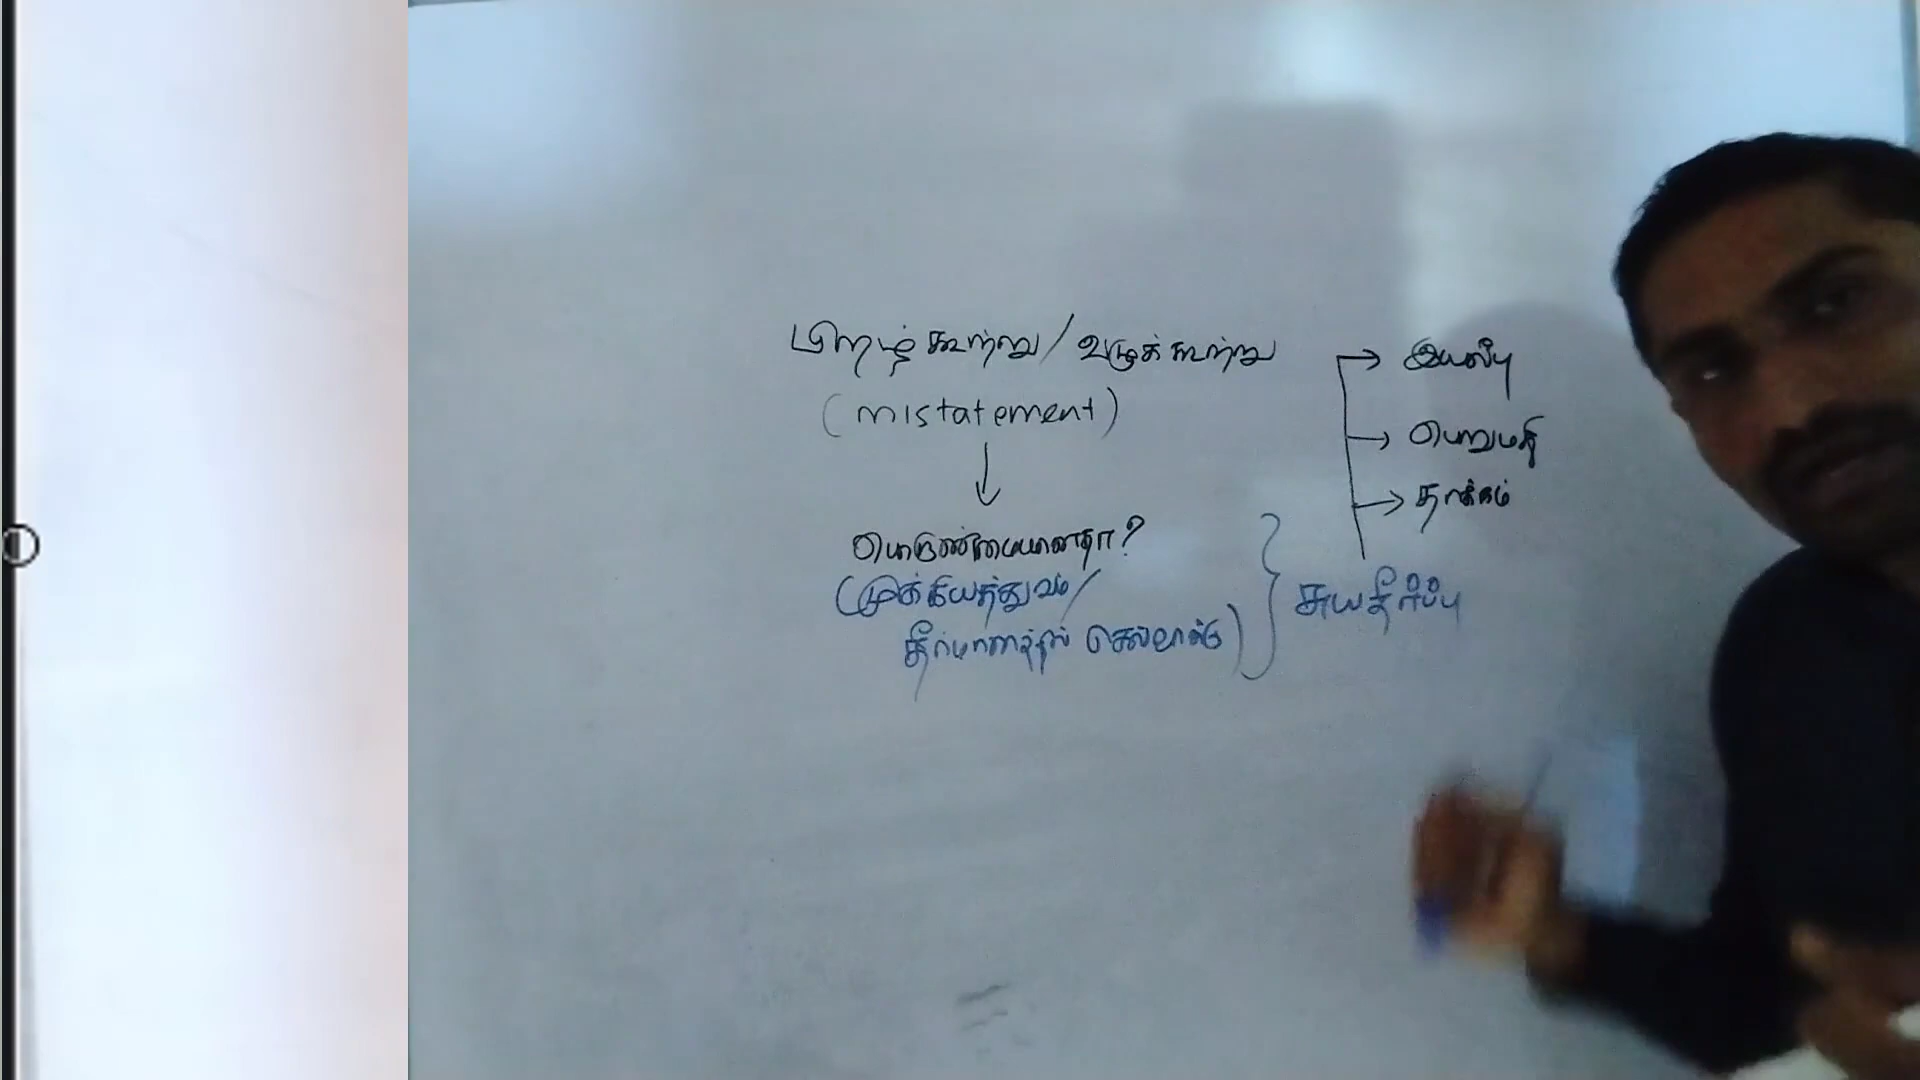 பிறழ்கூற்று/ வழுக்கூற்று
(mistatement)
பொருண்மையானதா?
(முக்கியத்துவம்/
தீர்மானத்தில் செல்வாக்கு)
சுயதீர்ப்பு
இயல்பு
பெறுமதி
தாக்கம்